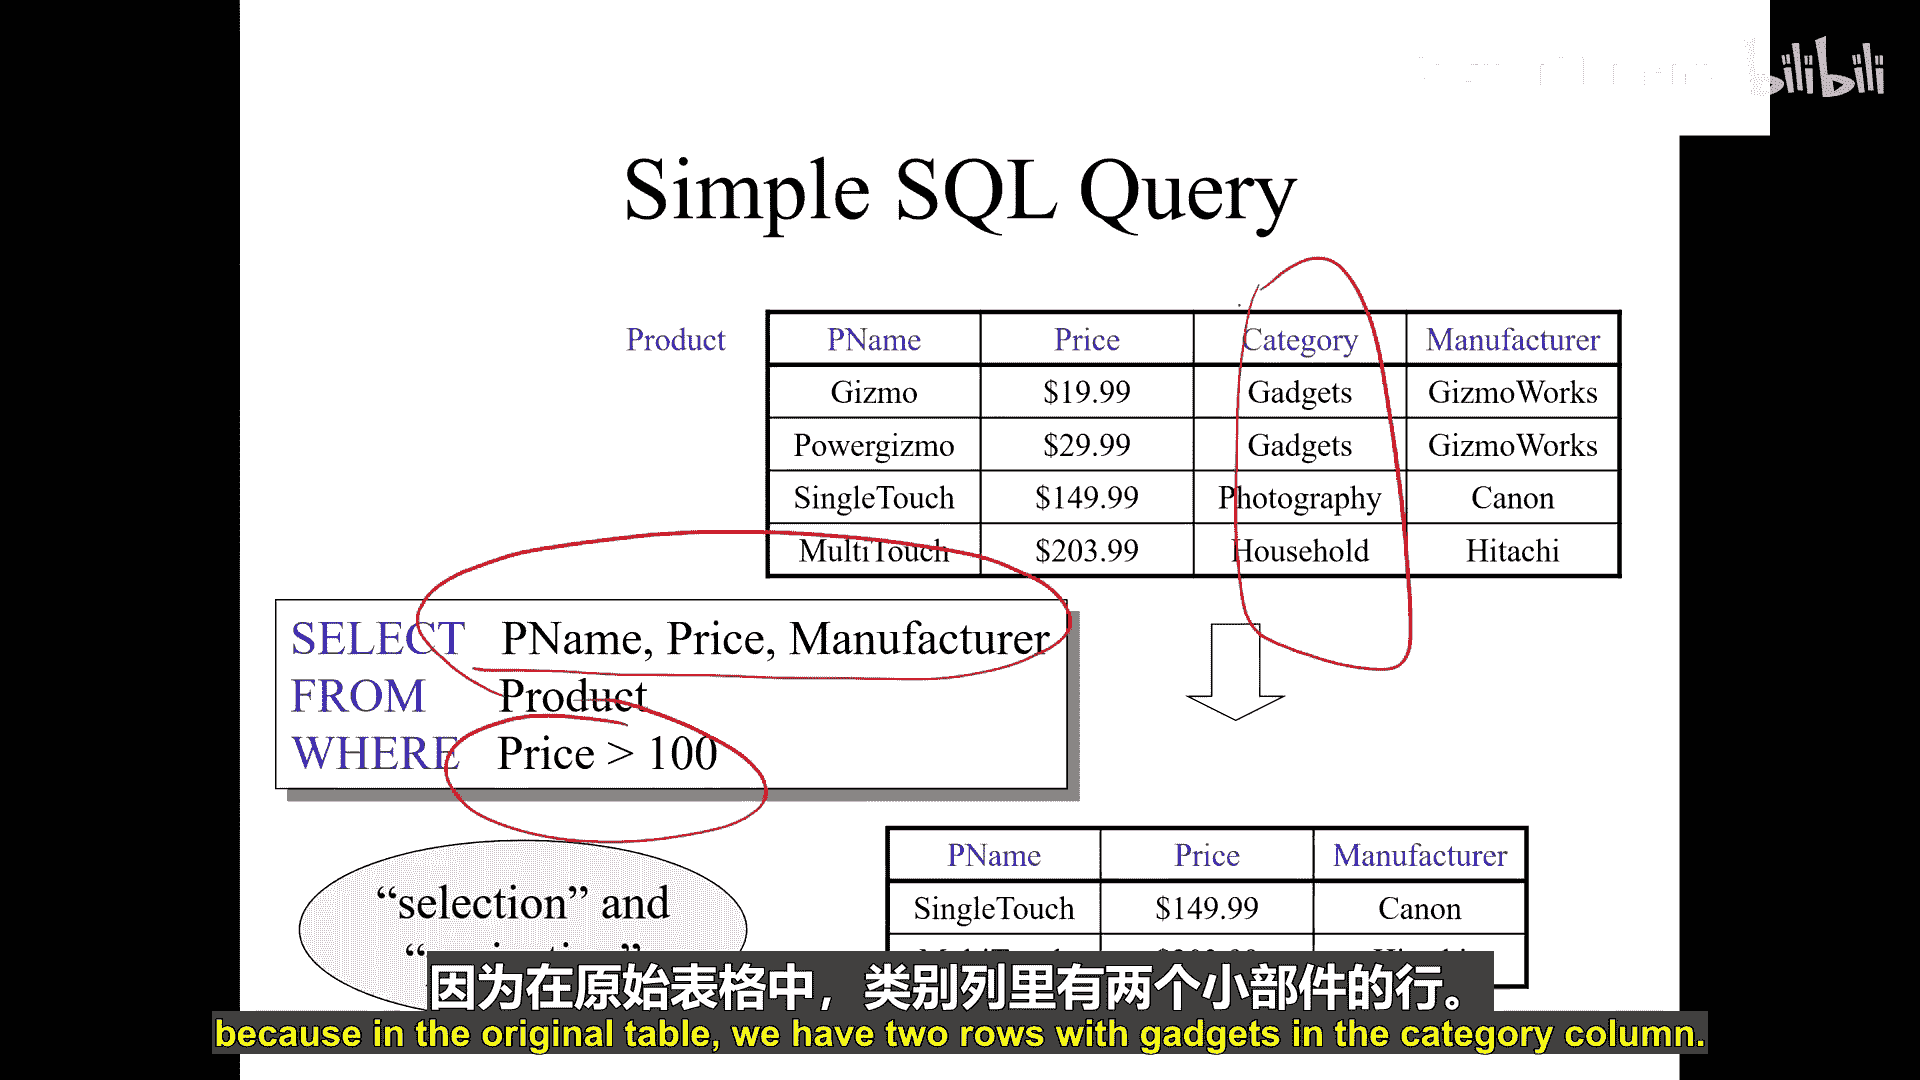 bilibili
Simple SQL Query
Product
PName Price Category Manufacturer
Gizmo $19.99 Gadgets GizmoWorks
Powergizmo $29.99 Gadgets GizmoWorks
SingleTouch $149.99 Photography Canon
MultiTouch $203.99 Household Hitachi
SELECT PName, Price, Manufacturer
FROM Product
WHERE Price > 100
“selection” and
PName Price Manufacturer
SingleTouch $149.99 Canon
因为在原始表格中，类别列里有两个小部件的行。
because in the original table, we have two rows with gadgets in the category column.